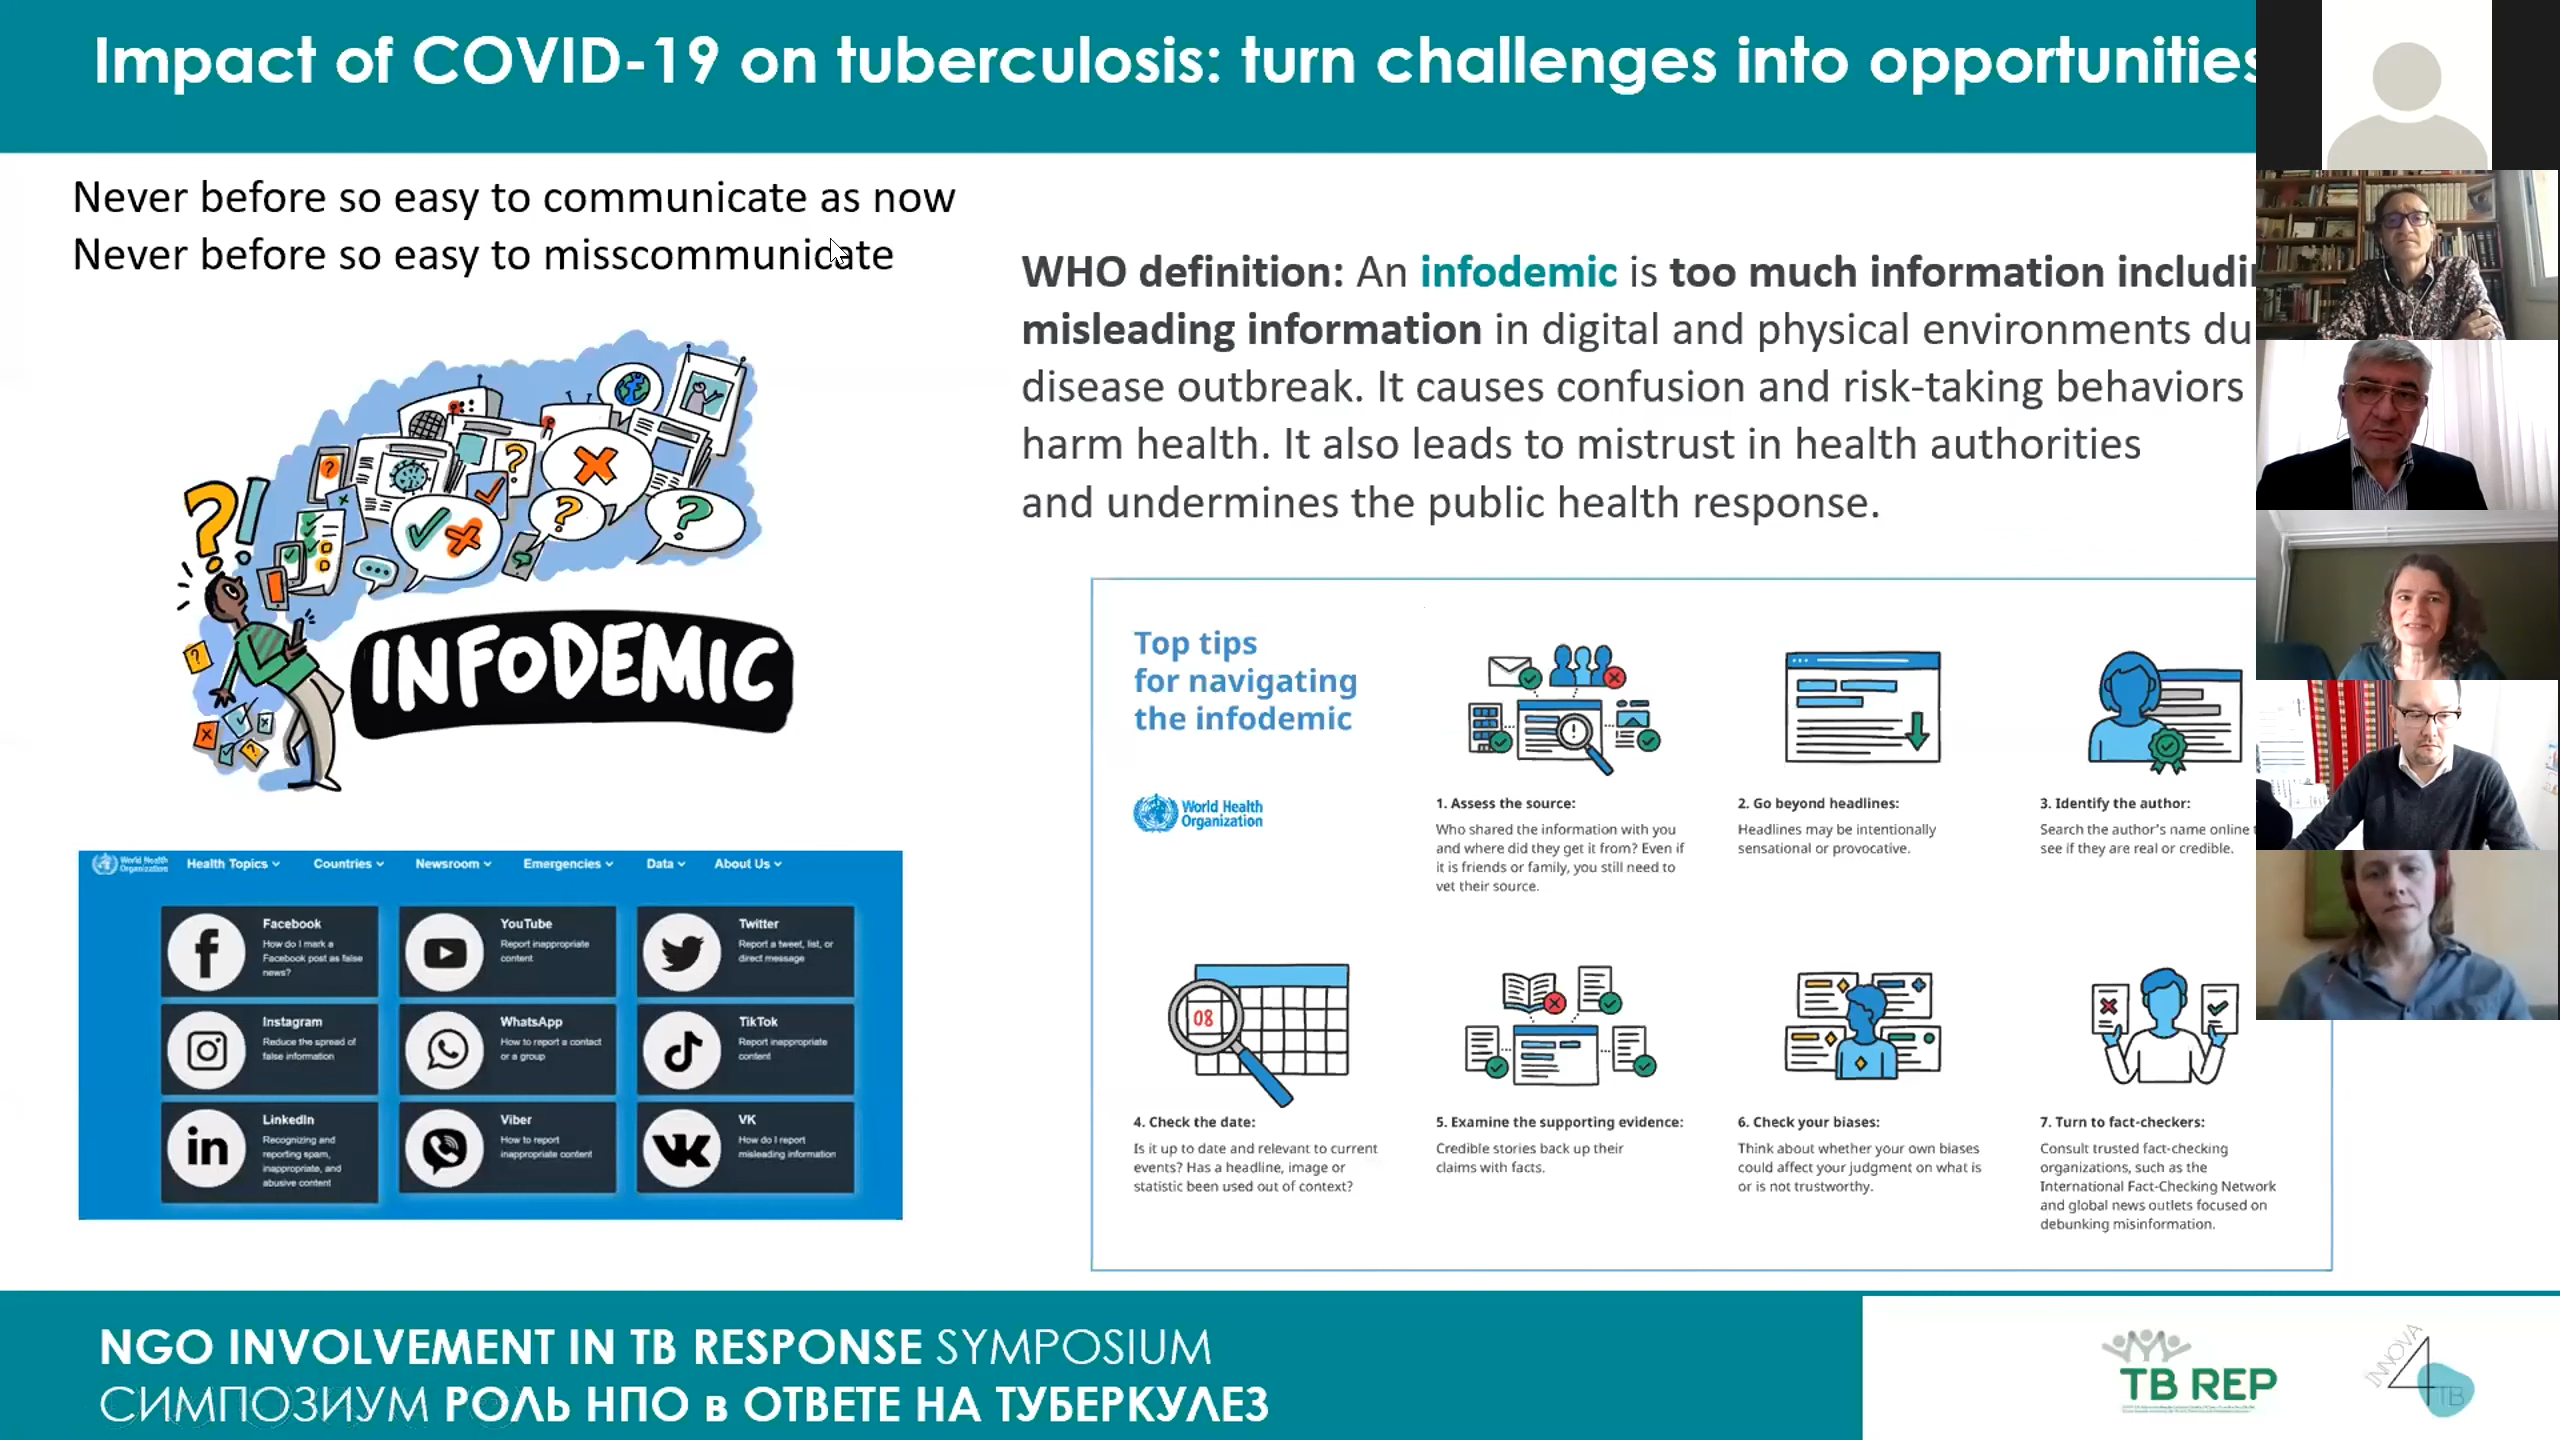 Impact of COVID-19 on tuberculosis: turn challenges into opportunities
Never before so easy to communicate as now
Never before so easy to misscommunicate
WHO definition: An infodemic is too much information includi
misleading information in digital and physical environments du
disease outbreak. It causes confusion and risk-taking behaviors
harm health. It also leads to mistrust in health authorities
and undermines the public health response.
INFODEMIC
World Health
Organization
Health Topics
Countries
Newsroom
Emergencies
Data
About Us
Facebook
How do I mark a
Facebook post as false
news?
YouTube
Report inappropriate
content
Twitter
Report a tweet, list, or
direct message
Instagram
Reduce the spread of
false information
WhatsApp
How to report a contact
or a group
TikTok
Report inappropriate
content
LinkedIn
Recognizing and
reporting spam,
inappropriate, and
abusive content
Viber
How to report
inappropriate content
VK
How do I report
misleading information
Top tips
for navigating
the infodemic
World Health
Organization
1. Assess the source:
Who shared the information with you
and where did they get it from? Even if
it is friends or family, you still need to
vet their source.
2. Go beyond headlines:
Headlines may be intentionally
sensational or provocative.
3. Identify the author:
Search the author's name online
see if they are real or credible.
08
4. Check the date:
Is it up to date and relevant to current
events? Has a headline, image or
statistic been used out of context?
5. Examine the supporting evidence:
Credible stories back up their
claims with facts.
6. Check your biases:
Think about whether your own biases
could affect your judgment on what is
or is not trustworthy.
7. Turn to fact-checkers:
Consult trusted fact-checking
organizations, such as the
International Fact-Checking Network
and global news outlets focused on
debunking misinformation.
NGO INVOLVEMENT IN TB RESPONSE SYMPOSIUM
СИМПОЗИУМ РОЛЬ НПО в ОТВЕТЕ НА ТУБЕРКУЛЕЗ
TB REP
INNOVA
4
TB